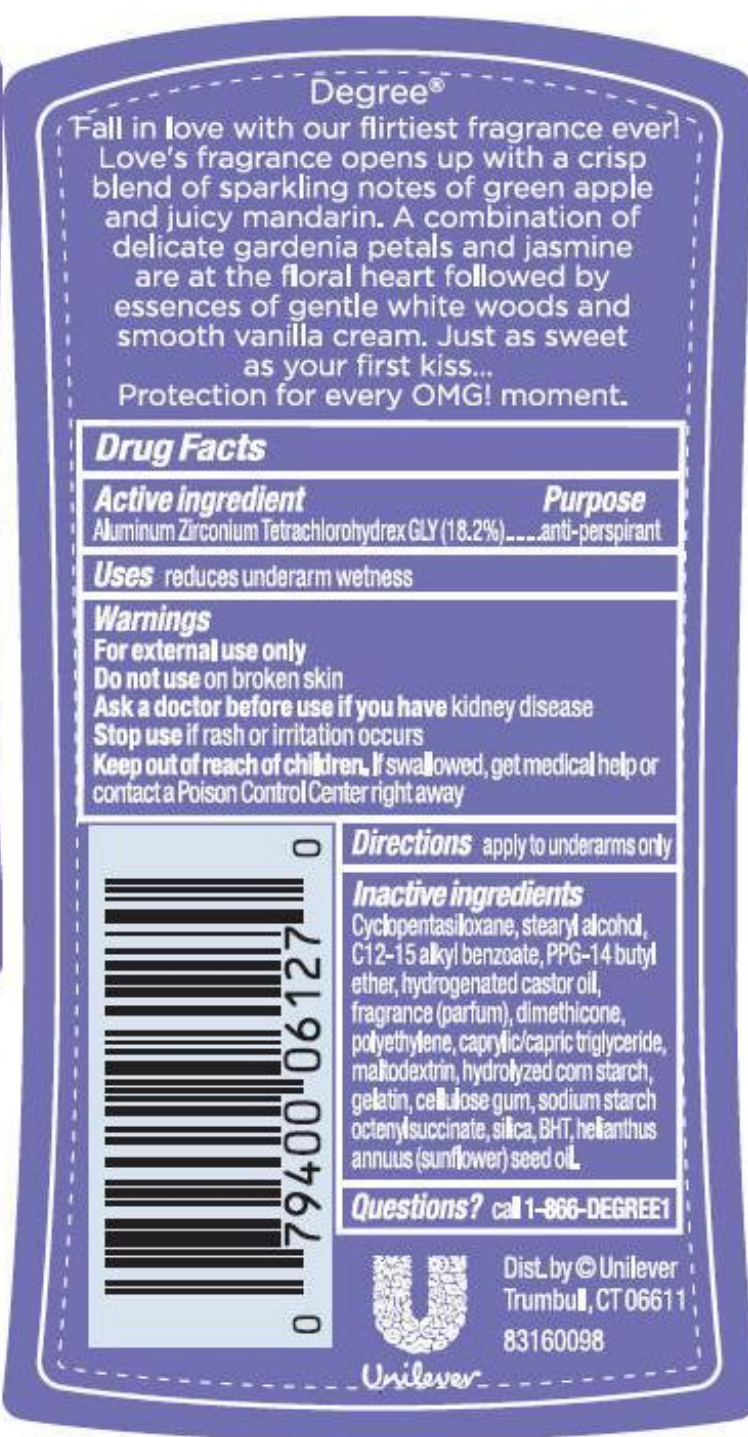 Degree®
Fall in love with our flirtiest fragrance ever!
Love's fragrance opens up with a crisp
blend of sparkling notes of green apple
and juicy mandarin. A combination of
delicate gardenia petals and jasmine
are at the floral heart followed by
essences of gentle white woods and
smooth vanilla cream. Just as sweet
as your first kiss...
Protection for every OMG! moment.
Drug Facts
Active ingredient Purpose
Aluminum Zirconium Tetrachlorohydrex GLY (18.2%)....anti-perspirant
Uses reduces underarm wetness
Warnings
For external use only
Do not use on broken skin
Ask a doctor before use if you have kidney disease
Stop use if rash or irritation occurs
Keep out of reach of children. If swallowed, get medical help or
contact a Poison Control Center right away
0 79400 06127 0
Directions apply to underarms only
Inactive ingredients
Cyclopentasiloxane, stearyl alcohol,
C12-15 alkyl benzoate, PPG-14 butyl
ether, hydrogenated castor oil,
fragrance (parfum), dimethicone,
polyethylene, caprylic/capric triglyceride,
maltodextrin, hydrolyzed corn starch,
gelatin, cellulose gum, sodium starch
octenylsuccinate, silica, BHT, helianthus
annuus (sunflower) seed oil.
Questions? call 1-866-DEGREE1
Dist. by © Unilever
Trumbull, CT 06611
83160098
Unilever